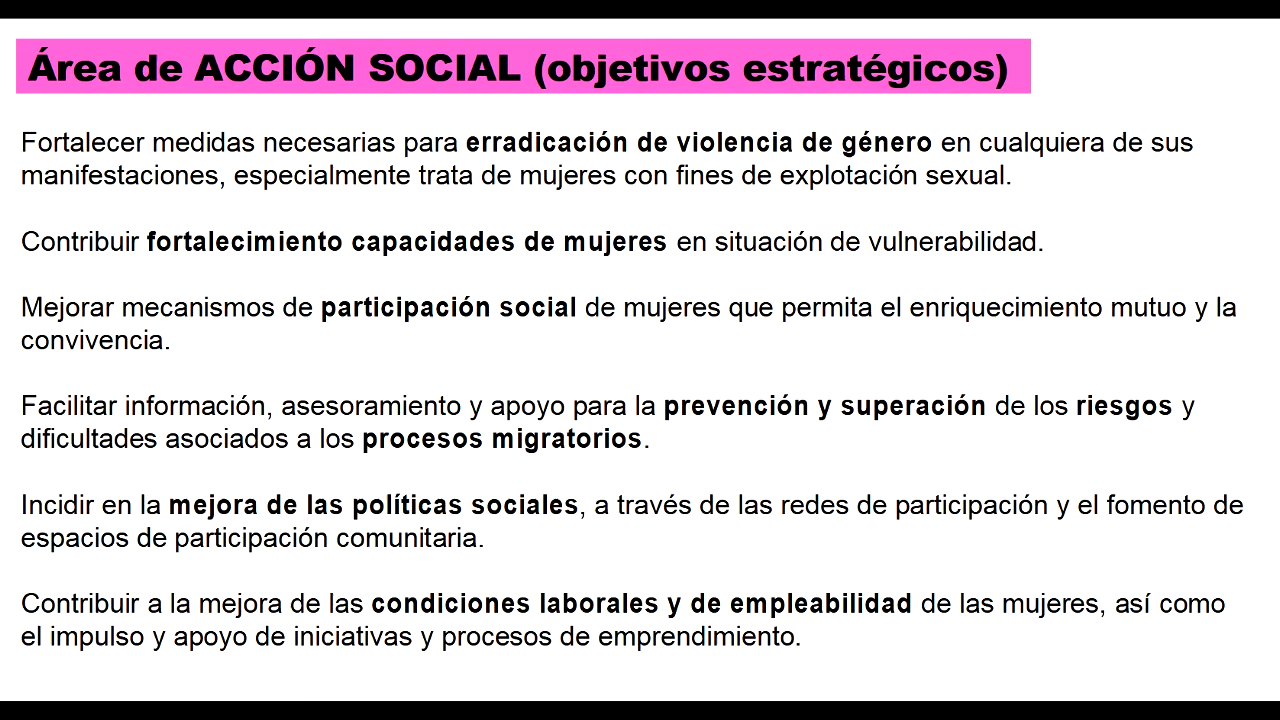 Área de ACCIÓN SOCIAL (objetivos estratégicos)
Fortalecer medidas necesarias para erradicación de violencia de género en cualquiera de sus
manifestaciones, especialmente trata de mujeres con fines de explotación sexual.
Contribuir fortalecimiento capacidades de mujeres en situación de vulnerabilidad.
Mejorar mecanismos de participación social de mujeres que permita el enriquecimiento mutuo y la
convivencia.
Facilitar información, asesoramiento y apoyo para la prevención y superación de los riesgos y
dificultades asociados a los procesos migratorios.
Incidir en la mejora de las políticas sociales, a través de las redes de participación y el fomento de
espacios de participación comunitaria.
Contribuir a la mejora de las condiciones laborales y de empleabilidad de las mujeres, así como
el impulso y apoyo de iniciativas y procesos de emprendimiento.